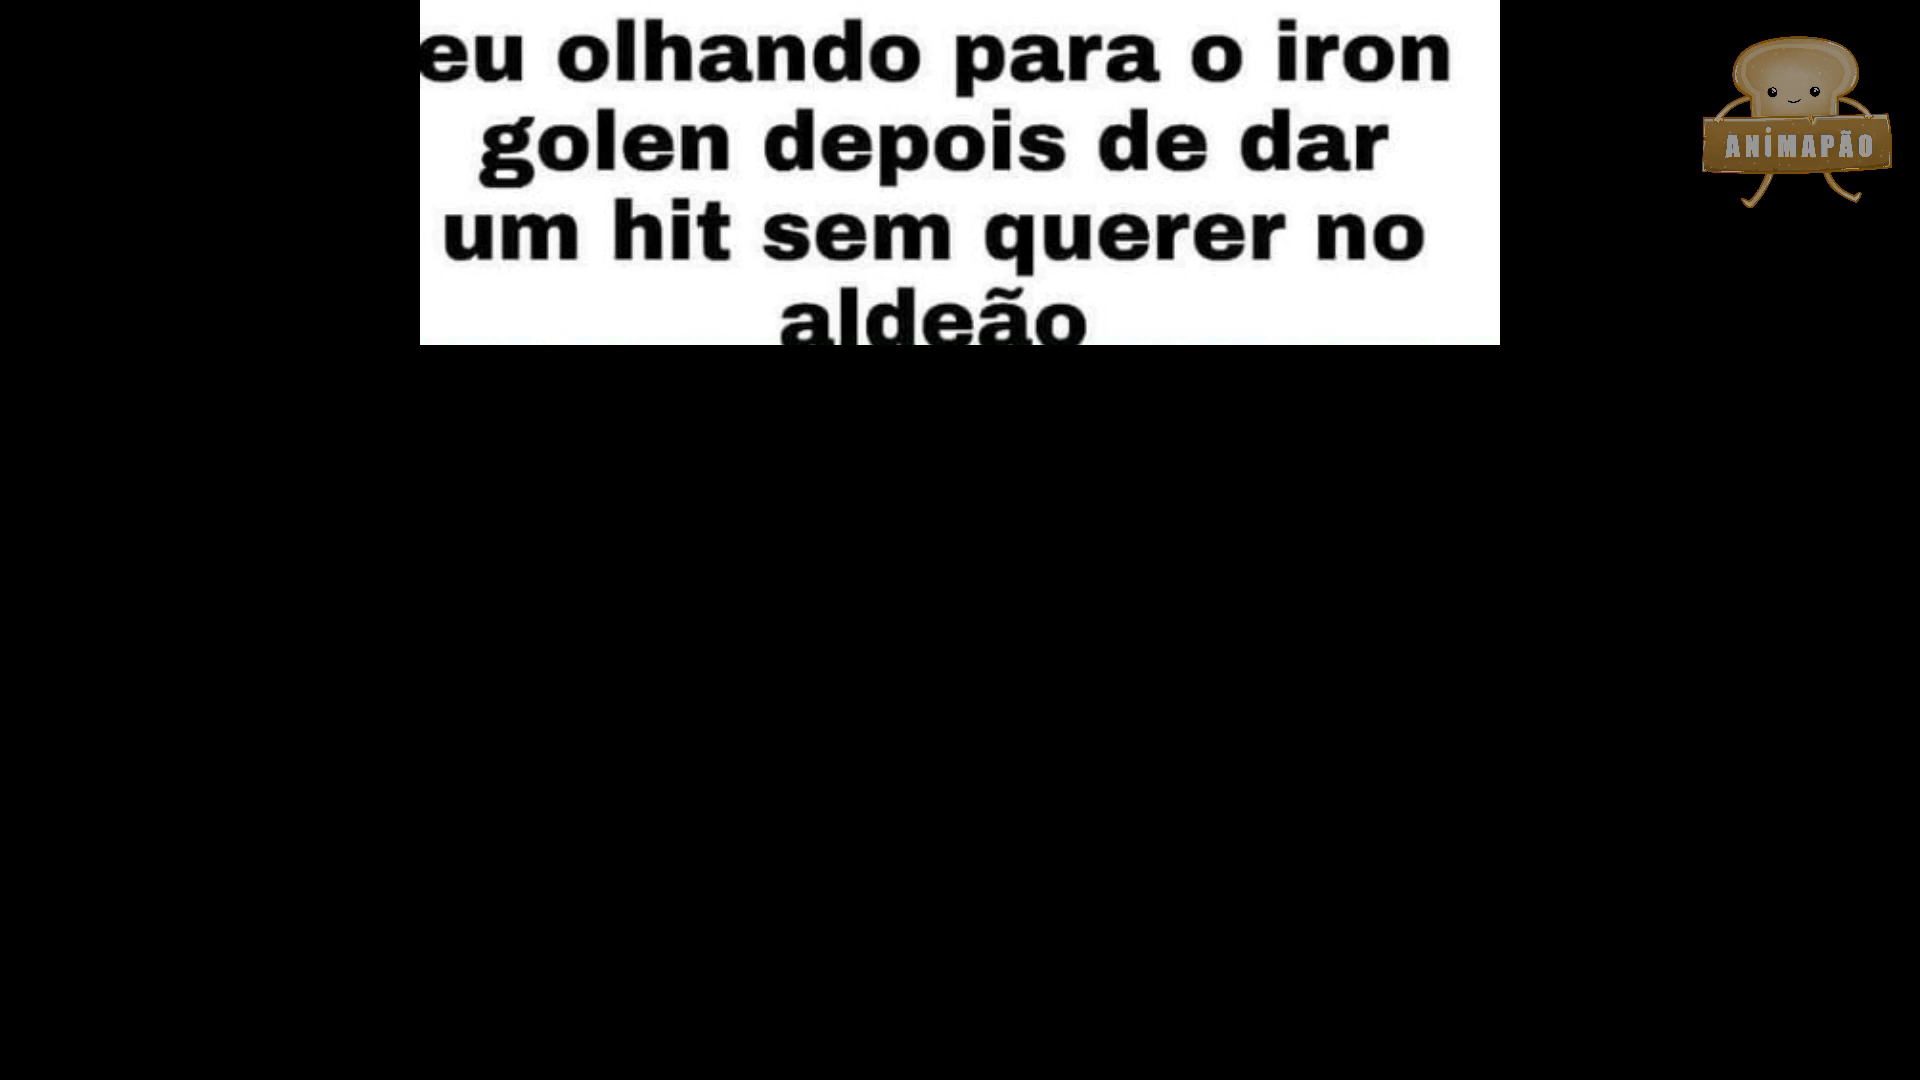 eu olhando para o iron
golen depois de dar
um hit sem querer no
aldeão
ANIMAPÃO